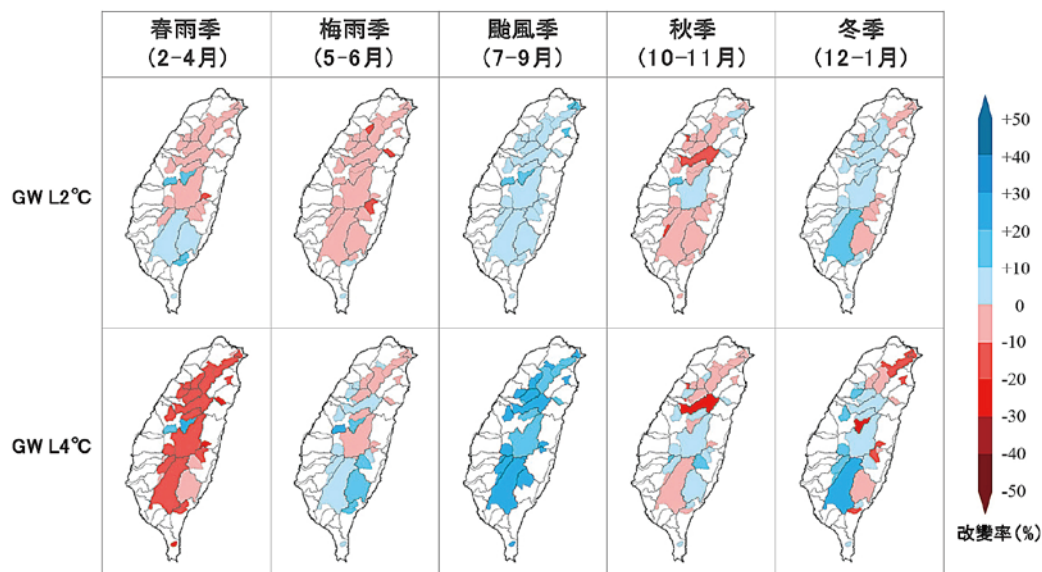 春雨季
(2-4月)
梅雨季
(5-6月)
颱風季
(7-9月)
秋季
(10-11月)
冬季
(12-1月)
GW L2℃
GW L4℃
+50
+40
+30
+20
+10
0
-10
-20
-30
-40
-50
改變率(%)